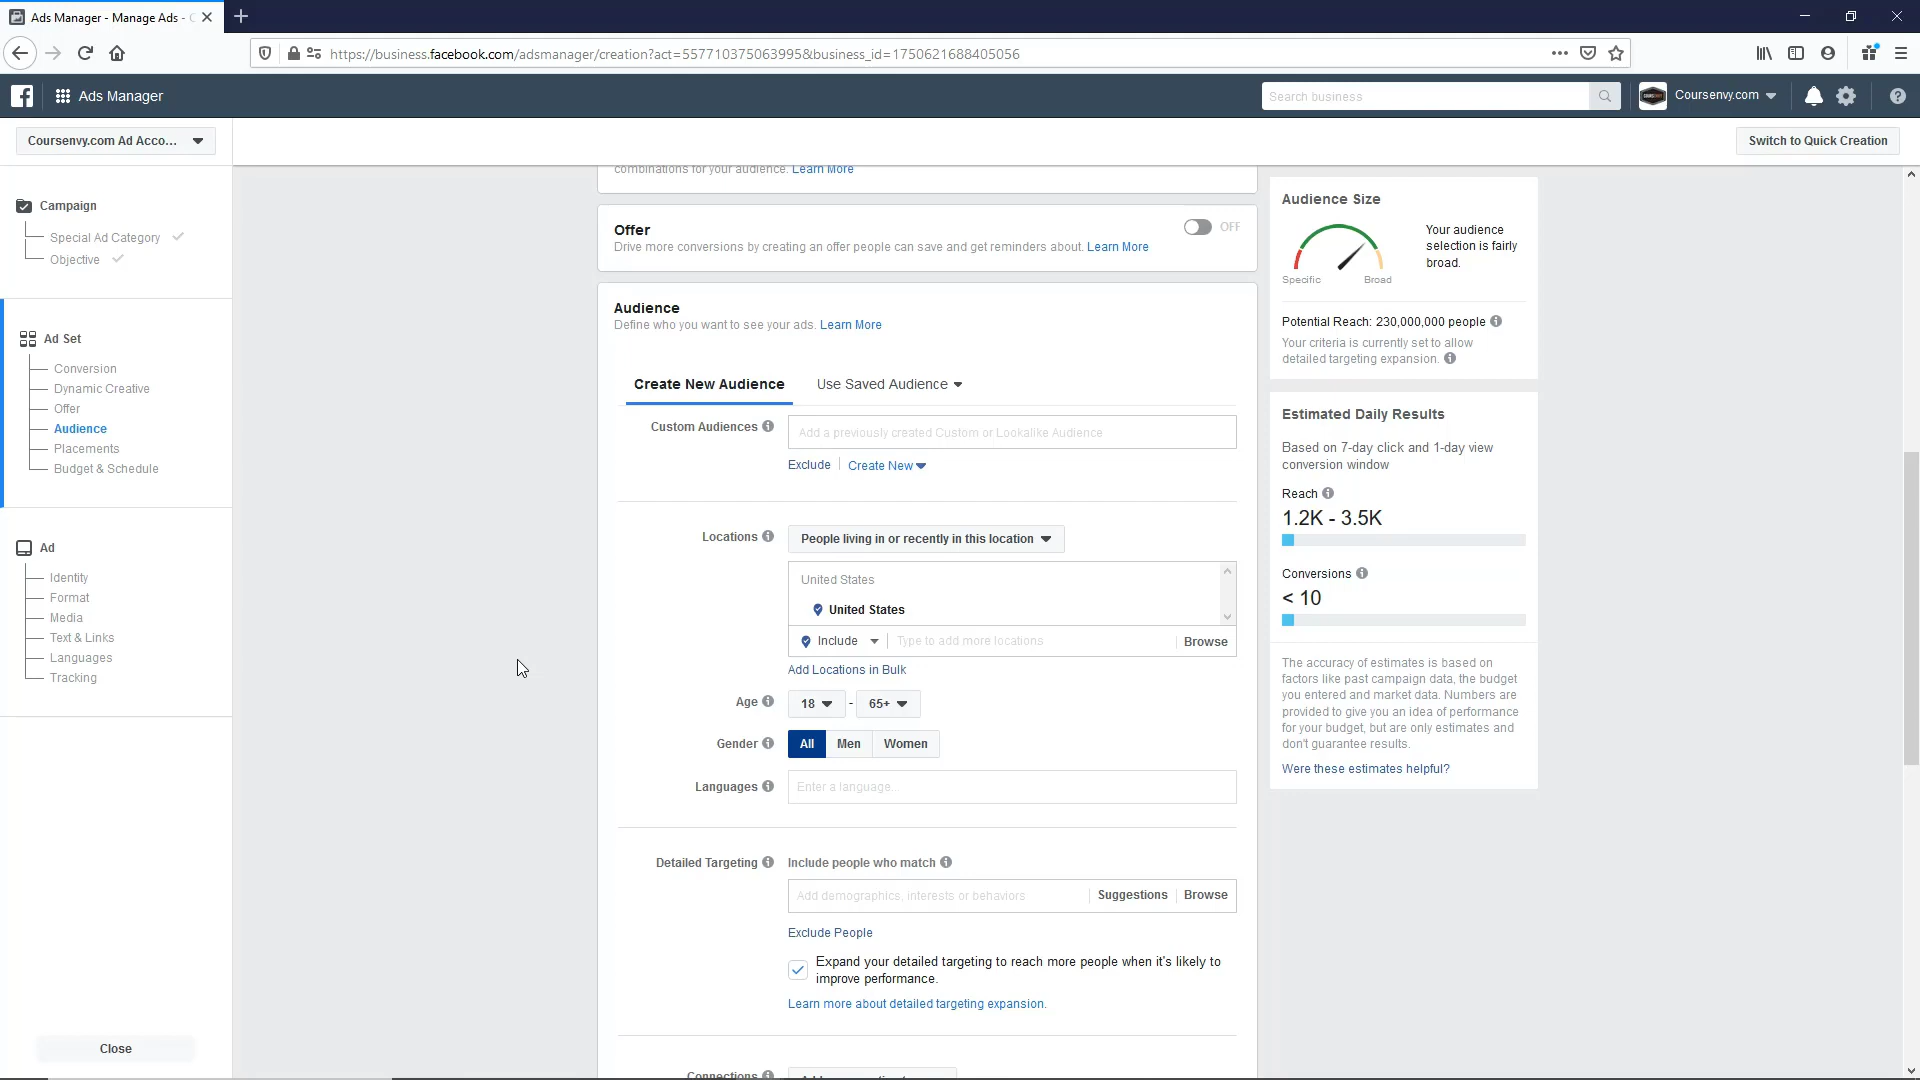 Ads Manager - Manage Ads - C
https://business.facebook.com/adsmanager/creation?act=557710375063995&business_id=1750621688405056
Ads Manager
Search business
Coursenvy.com
Coursenvy.com Ad Acco...
Switch to Quick Creation
Campaign
Special Ad Category
Objective
Ad Set
Conversion
Dynamic Creative
Offer
Audience
Placements
Budget & Schedule
Ad
Identity
Format
Media
Text & Links
Languages
Tracking
Close
combinations for your audience. Learn More
Offer
OFF
Drive more conversions by creating an offer people can save and get reminders about. Learn More
Audience
Define who you want to see your ads. Learn More
Create New Audience
Use Saved Audience
Custom Audiences
Add a previously created Custom or Lookalike Audience
Exclude
Create New
Locations
People living in or recently in this location
United States
United States
Include
Type to add more locations
Browse
Add Locations in Bulk
Age
18 - 65+
Gender
All
Men
Women
Languages
Enter a language...
Detailed Targeting
Include people who match
Add demographics, interests or behaviors
Suggestions
Browse
Exclude People
Expand your detailed targeting to reach more people when it's likely to
improve performance.
Learn more about detailed targeting expansion.
Connections
Audience Size
Your audience
selection is fairly
broad.
Specific
Broad
Potential Reach: 230,000,000 people
Your criteria is currently set to allow
detailed targeting expansion.
Estimated Daily Results
Based on 7-day click and 1-day view
conversion window
Reach
1.2K - 3.5K
Conversions
< 10
The accuracy of estimates is based on
factors like past campaign data, the budget
you entered and market data. Numbers are
provided to give you an idea of performance
for your budget, but are only estimates and
don't guarantee results.
Were these estimates helpful?